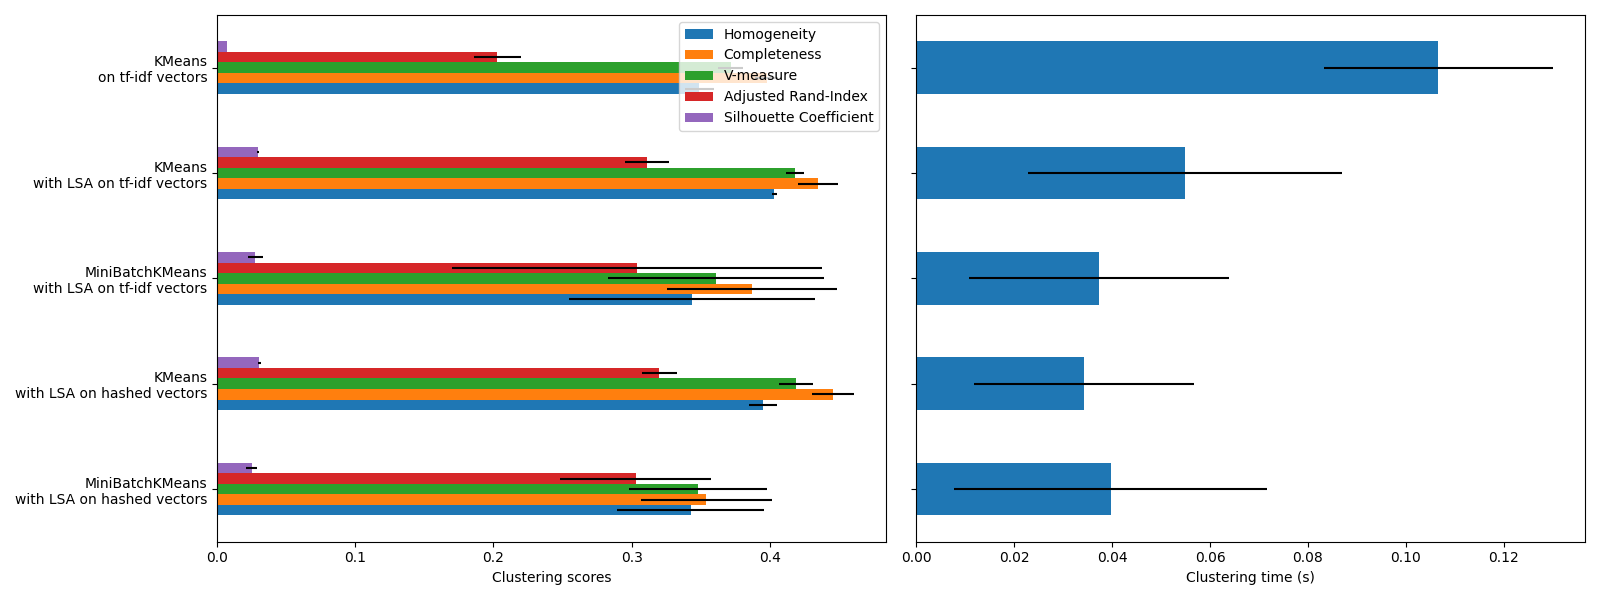 KMeans
on tf-idf vectors
KMeans
with LSA on tf-idf vectors
MiniBatchKMeans
with LSA on tf-idf vectors
KMeans
with LSA on hashed vectors
MiniBatchKMeans
with LSA on hashed vectors
Homogeneity
Completeness
V-measure
Adjusted Rand-Index
Silhouette Coefficient
0.0 0.1 0.2 0.3 0.4
Clustering scores
0.00 0.02 0.04 0.06 0.08 0.10 0.12
Clustering time (s)